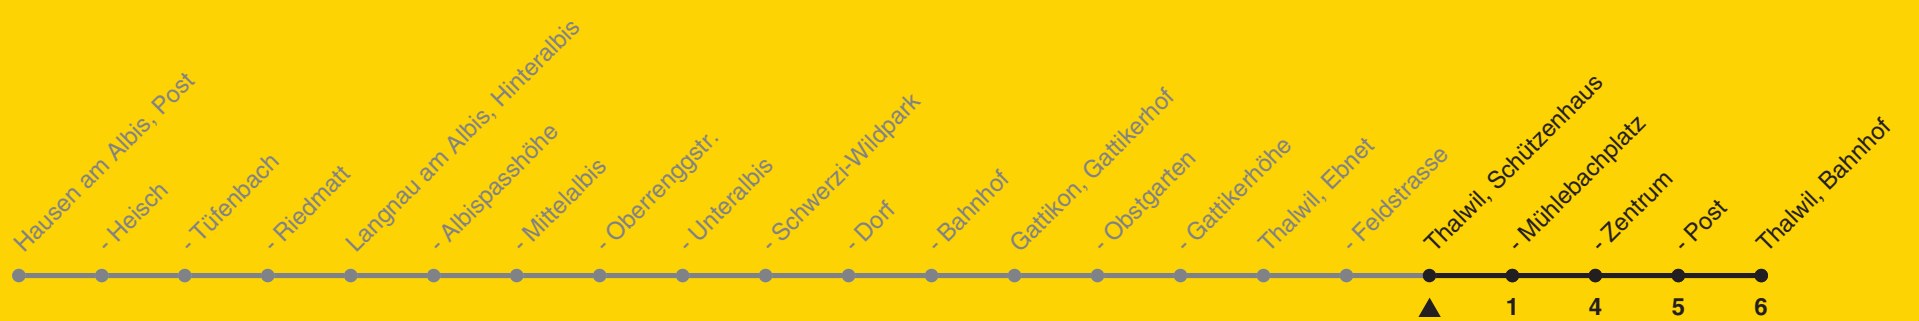 Hausen am Albis, Post
- Heisch
- Tüfenbach
- Riedmatt
Langnau am Albis, Hinteralbis
- Albispasshöhe
- Mittelalbis
- Oberrenggstr.
- Unteralbis
- Schwerzi-Wildpark
- Dorf
- Bahnhof
Gattikon, Gattikerhof
- Obstgarten
- Gattikerhöhe
Thalwil, Ebnet
- Feldstrasse
Thalwil, Schützenhaus
- Mühlebachplatz
- Zentrum
- Post
Thalwil, Bahnhof
1 4 5 6